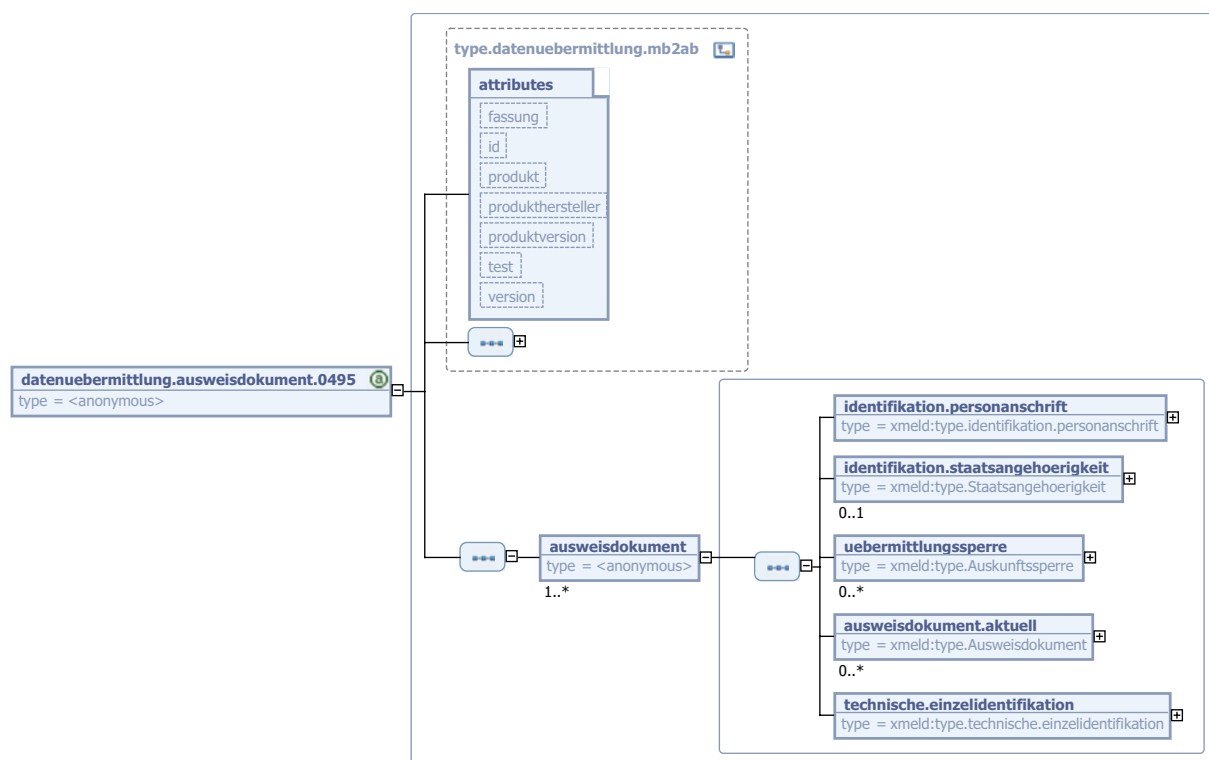 type.datenuebermittlung.mb2ab
attributes
fassung
id
produkt
produkthersteller
produktversion
test
version
datenuebermittlung.ausweisdokument.0495
a
type = <anonymous>
identifikation.personanschrift
type = xmeld:type.identifikation.personanschrift
identifikation.staatsangehoerigkeit
type = xmeld:type.Staatsangehoerigkeit
0..1
ausweisdokument
type = <anonymous>
1..*
uebermittlungssperre
type = xmeld:type.Auskunftssperre
0..*
ausweisdokument.aktuell
type = xmeld:type.Ausweisdokument
0..*
technische.einzelidentifikation
type = xmeld:type.technische.einzelidentifikation